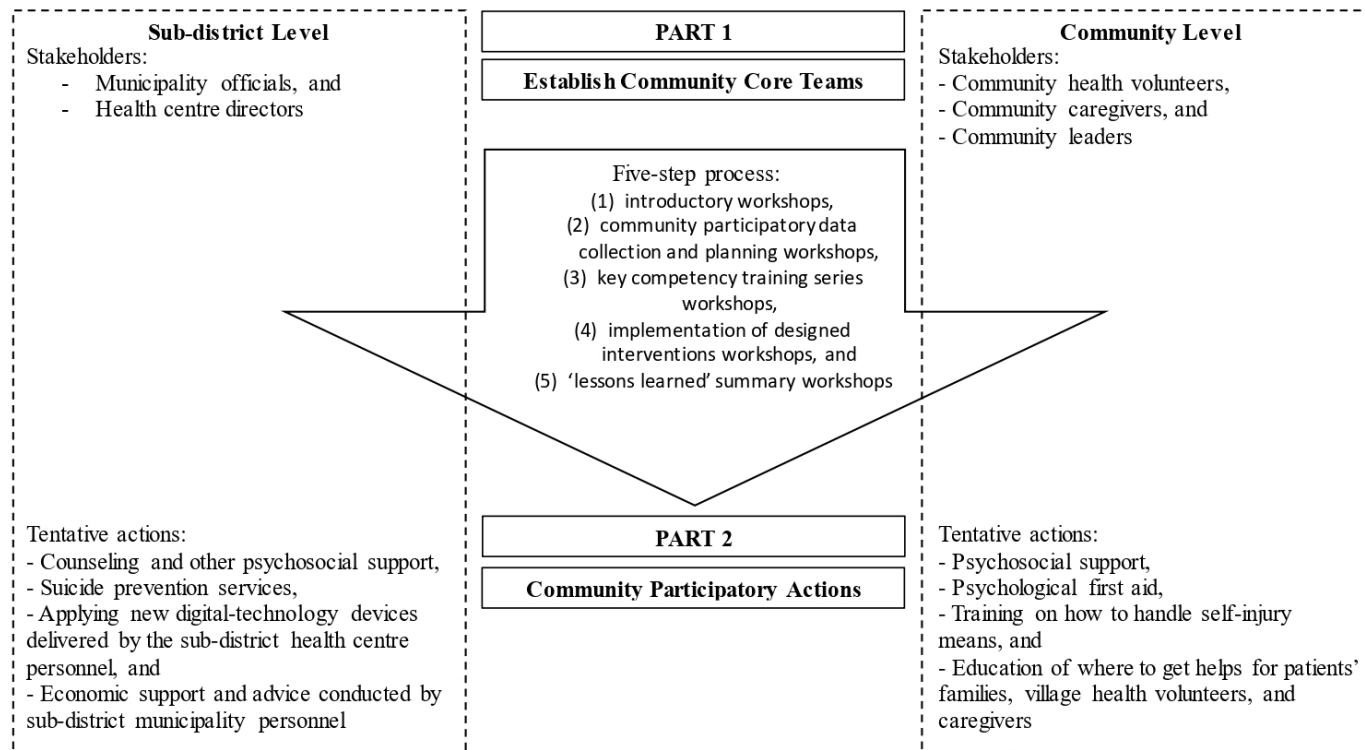 Sub-district Level
Stakeholders:
- Municipality officials, and
- Health centre directors
PART 1
Establish Community Core Teams
Community Level
Stakeholders:
- Community health volunteers,
- Community caregivers, and
- Community leaders
Five-step process:
(1) introductory workshops,
(2) community participatory data
collection and planning workshops,
(3) key competency training series
workshops,
(4) implementation of designed
interventions workshops, and
(5) ‘lessons learned’ summary workshops
Tentative actions:
- Counseling and other psychosocial support,
- Suicide prevention services,
- Applying new digital-technology devices
delivered by the sub-district health centre
personnel, and
- Economic support and advice conducted by
sub-district municipality personnel
PART 2
Community Participatory Actions
Tentative actions:
- Psychosocial support,
- Psychological first aid,
- Training on how to handle self-injury
means, and
- Education of where to get helps for patients’
families, village health volunteers, and
caregivers